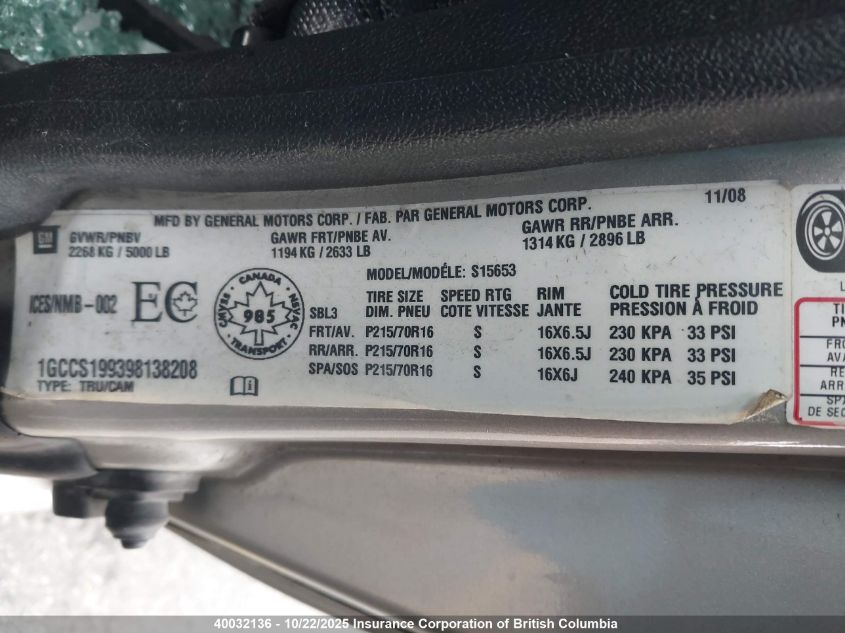 MFD BY GENERAL MOTORS CORP. / FAB. PAR GENERAL MOTORS CORP. 11/08
GM GVWR/PNBV GAWR FRT/PNBE AV. GAWR RR/PNBE ARR.
2268 KG / 5000 LB 1194 KG / 2633 LB 1314 KG / 2896 LB
MODEL/MODÉLE: S15653
ICES/NMB-002 EC CANADA 985 TRANSPORT
SBL3
TIRE SIZE SPEED RTG RIM COLD TIRE PRESSURE
DIM. PNEU COTE VITESSE JANTE PRESSION À FROID
FRT/AV. P215/70R16 S 16X6.5J 230 KPA 33 PSI
RR/ARR. P215/70R16 S 16X6.5J 230 KPA 33 PSI
SPA/SOS P215/70R16 S 16X6J 240 KPA 35 PSI
1GCCS199398138208
TYPE: TRU/CAM
DE SEC
40032136 - 10/22/2025 Insurance Corporation of British Columbia